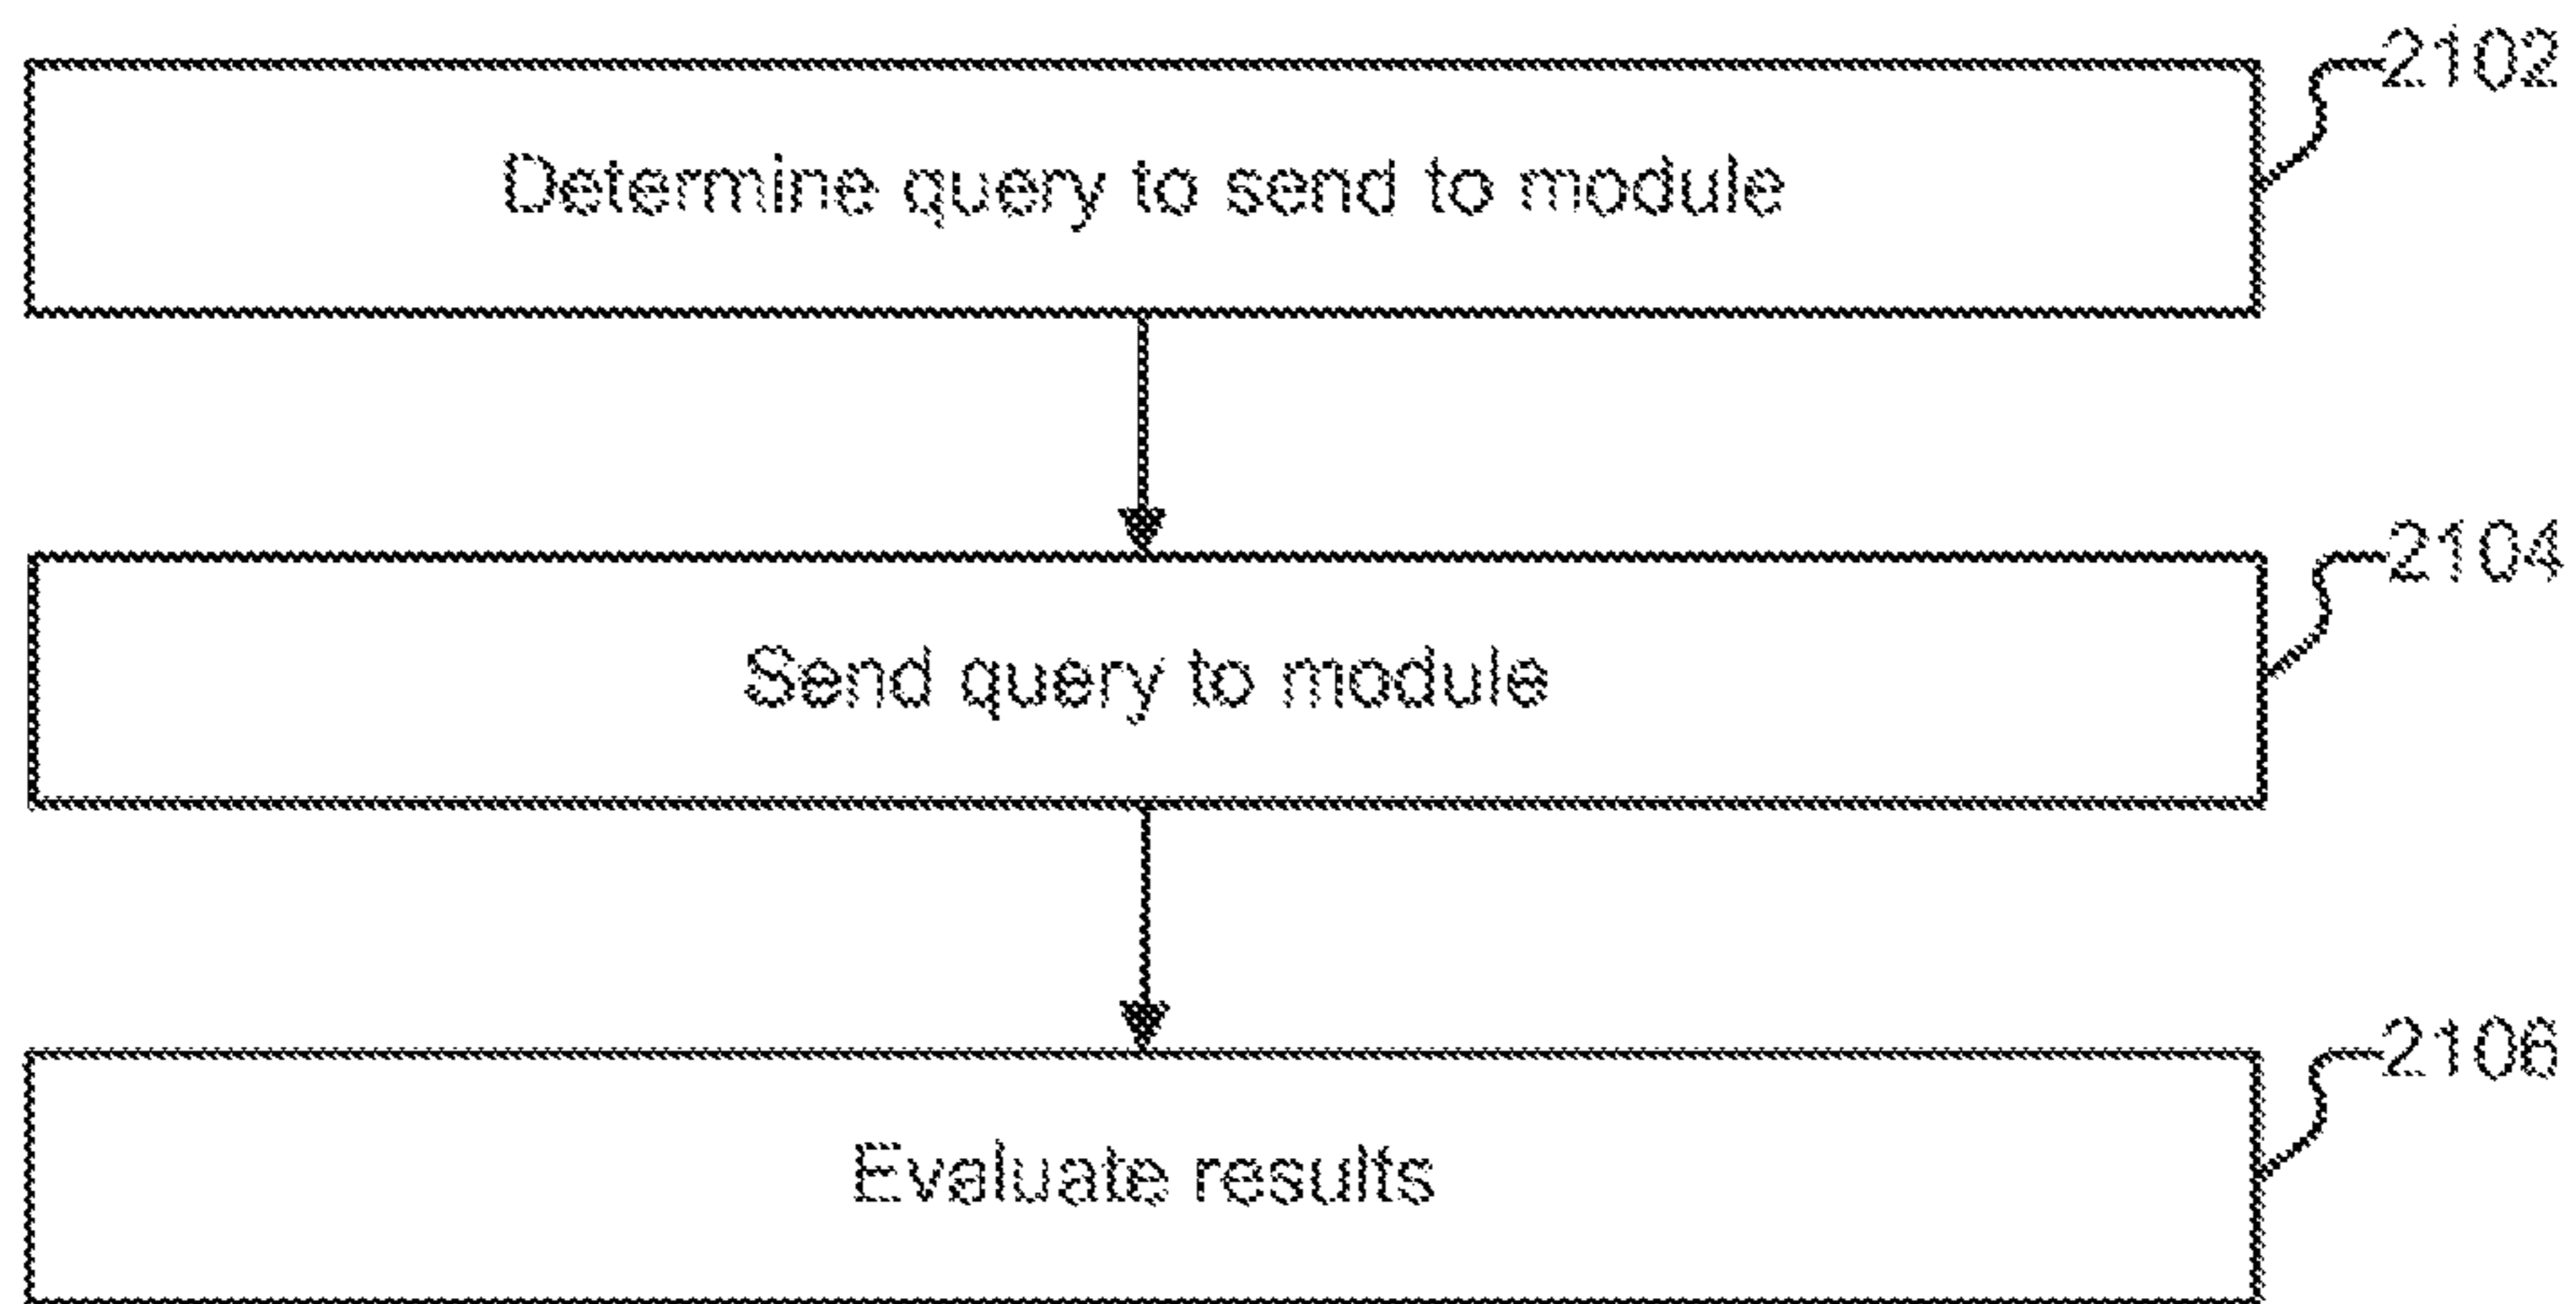 2102
Determine query to send to module
2104
Send query to module
2106
Evaluate results